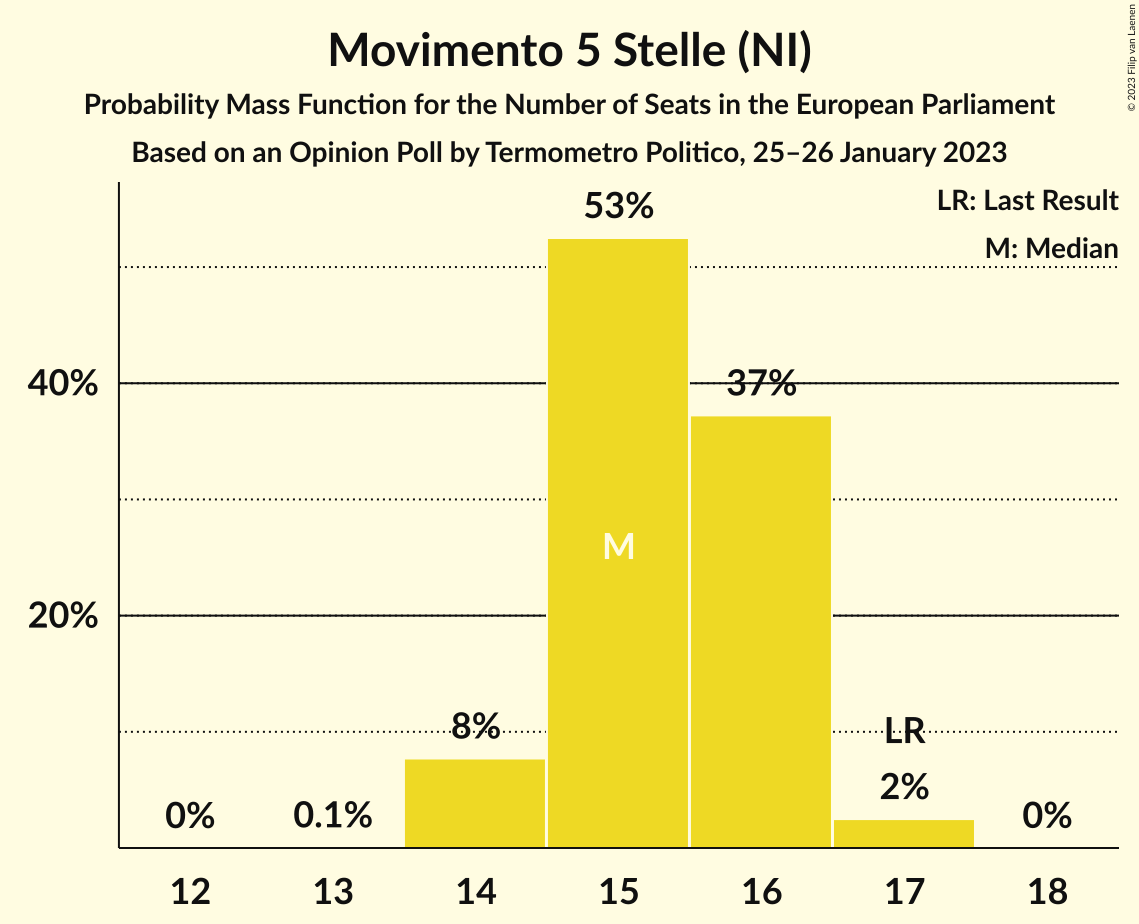 Movimento 5 Stelle (NI)
Probability Mass Function for the Number of Seats in the European Parliament
Based on an Opinion Poll by Termometro Politico, 25–26 January 2023
© 2023 Filip van Laenen
LR: Last Result
M: Median
53%
40%
37%
M
20%
8%
LR
2%
0%
0.1%
0%
12 13 14 15 16 17 18